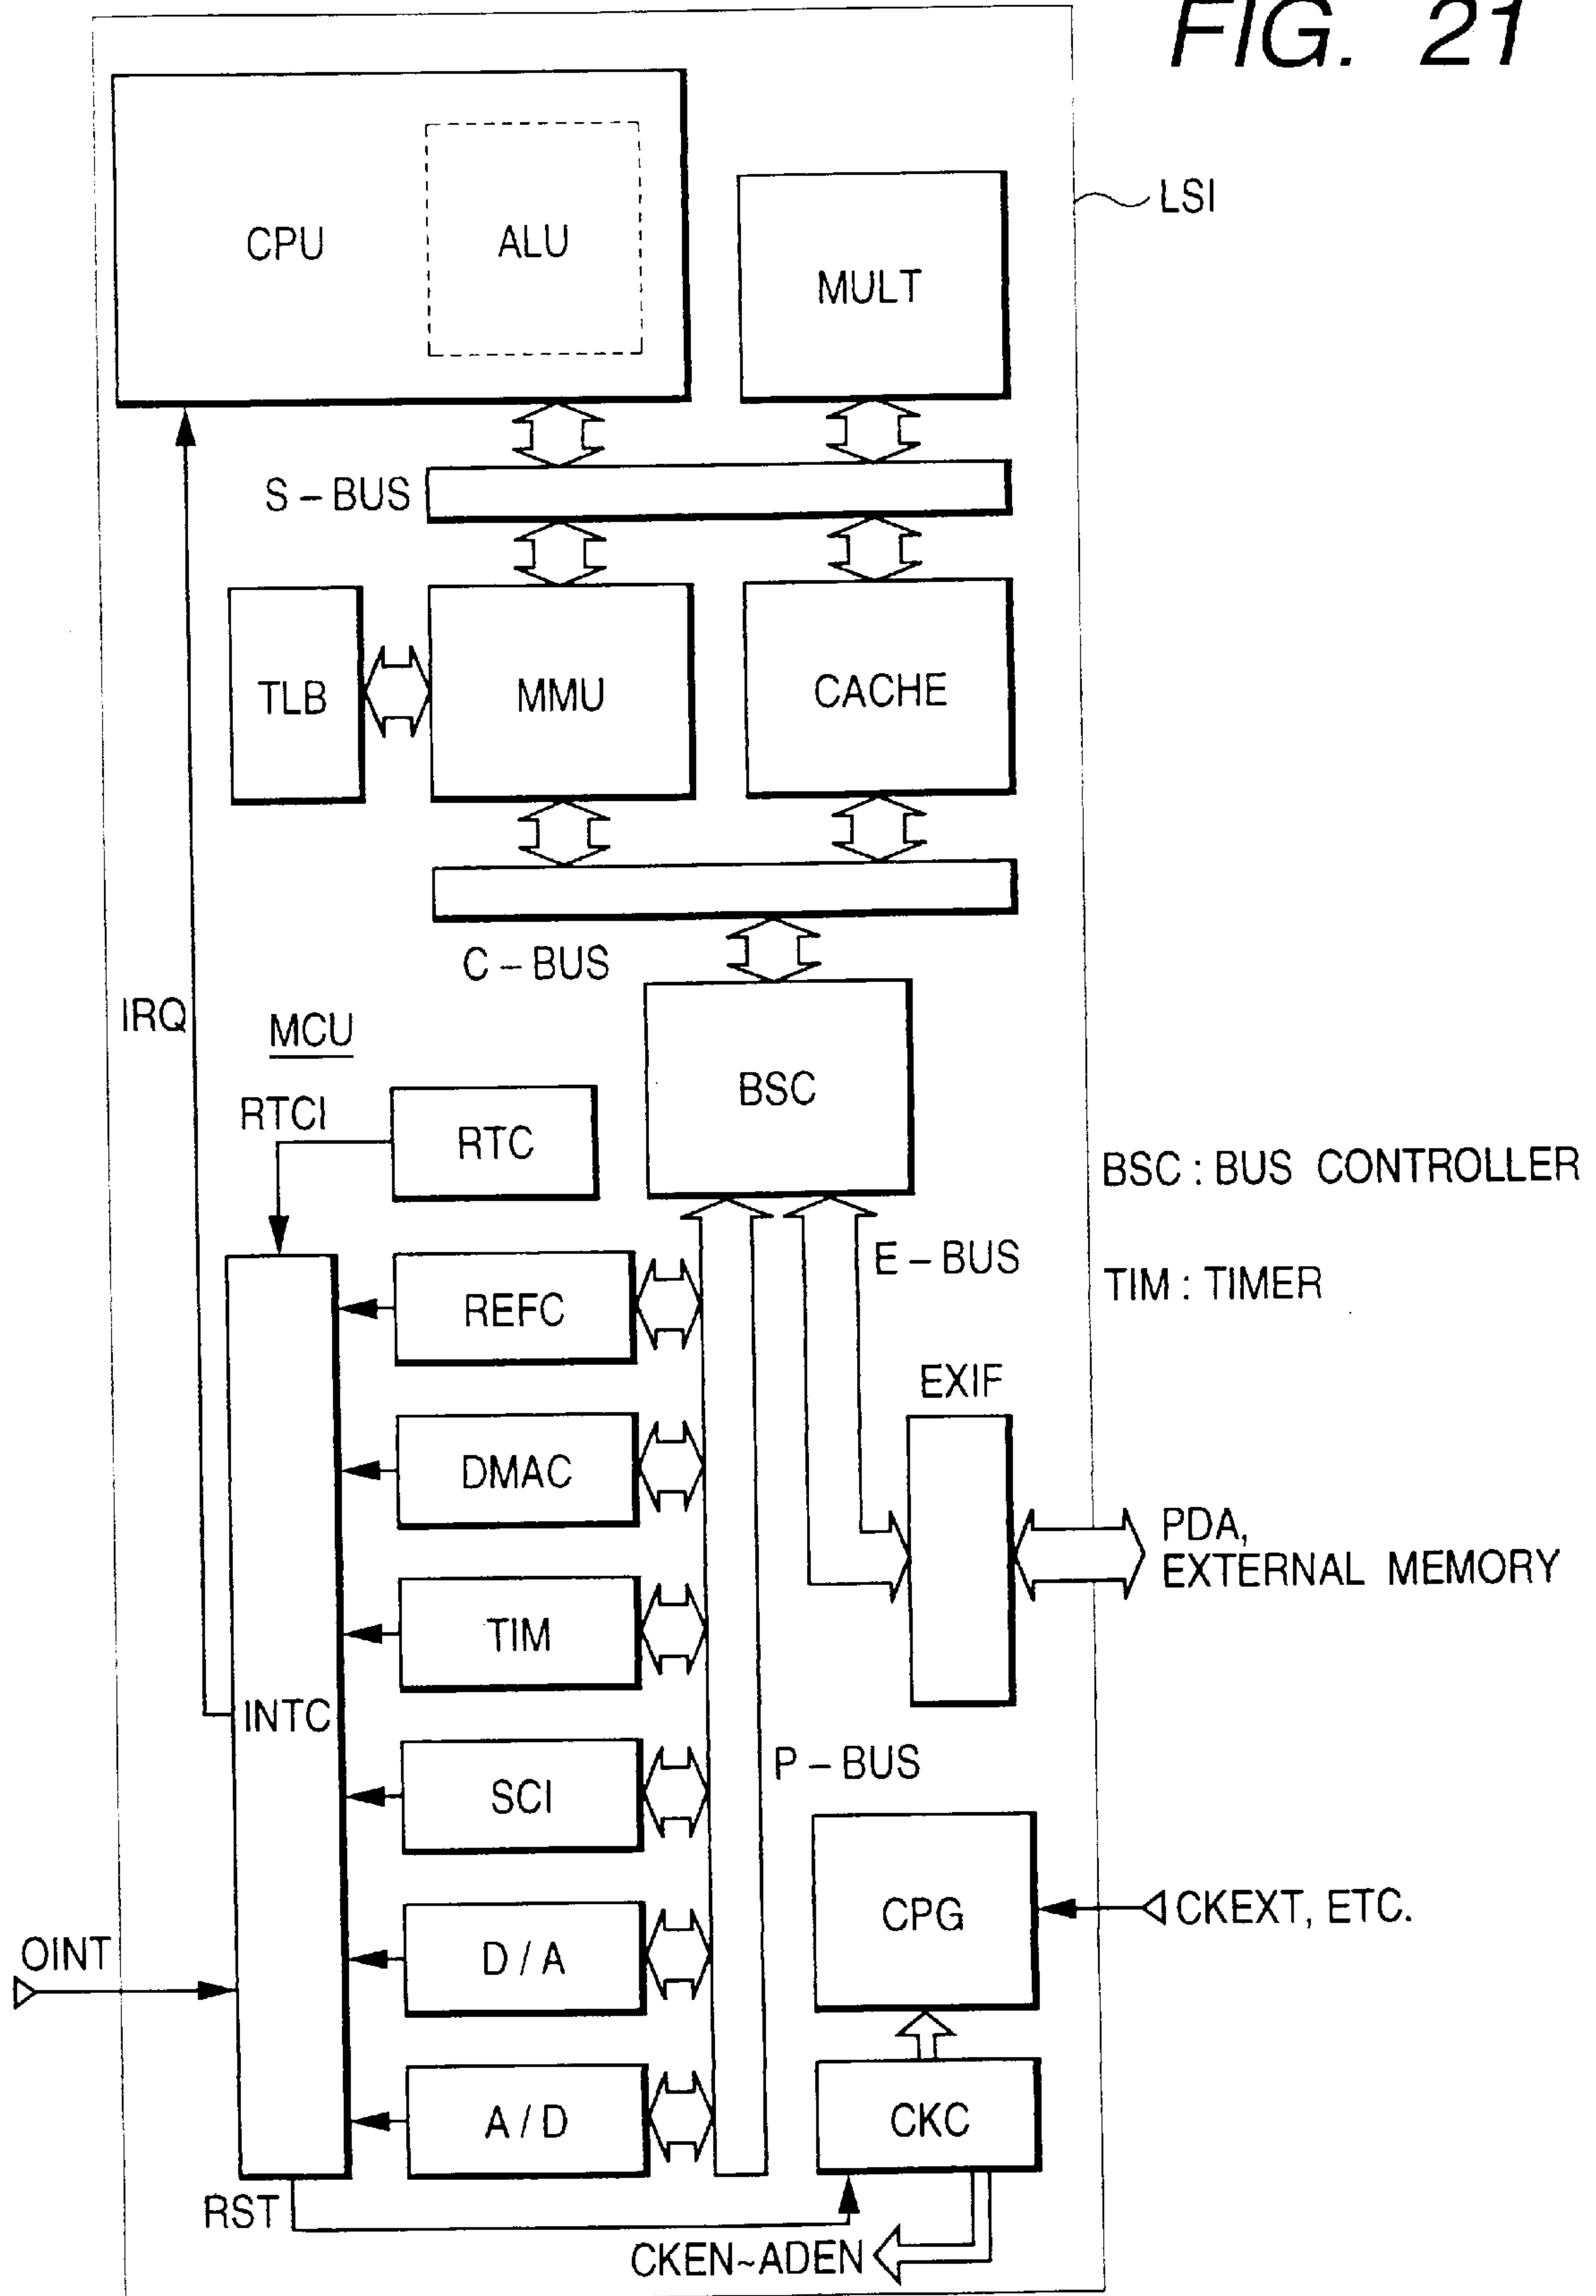 FIG. 21
CPU
ALU
MULT
LSI
S – BUS
TLB
MMU
CACHE
C – BUS
IRQ
MCU
BSC
RTCI
RTC
BSC : BUS CONTROLLER
E – BUS
TIM : TIMER
REFC
EXIF
DMAC
PDA,
EXTERNAL MEMORY
TIM
INTC
P – BUS
SCI
CPG
CKEXT, ETC.
OINT
D / A
A / D
CKC
RST
CKEN~ADEN